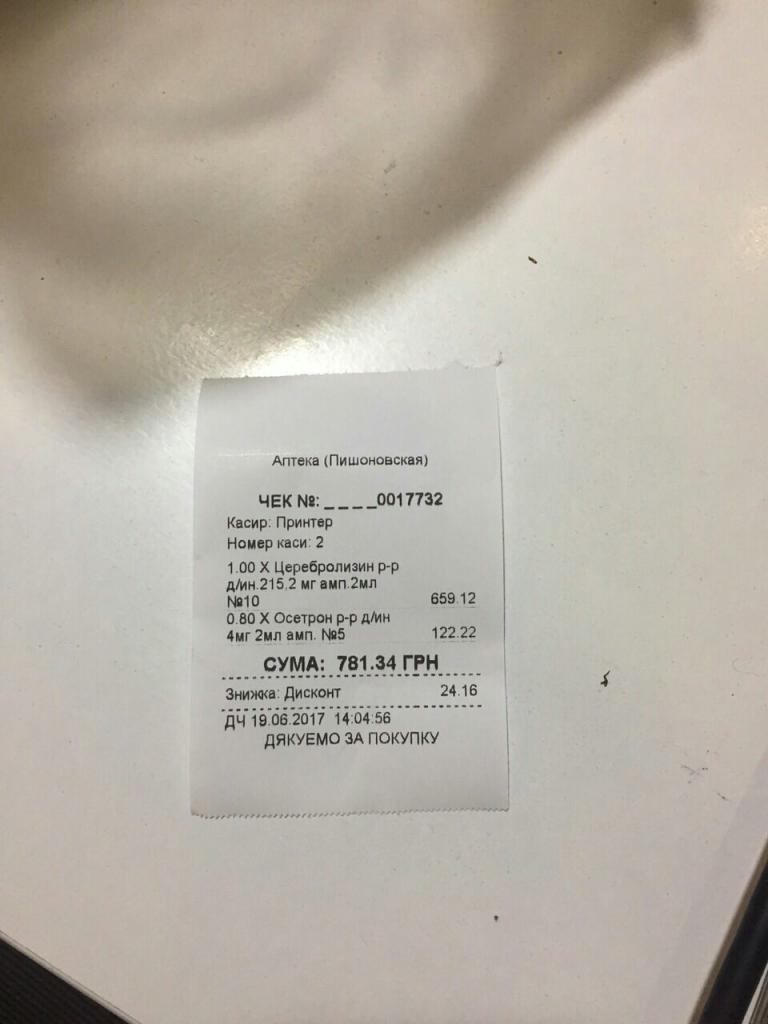 Аптека (Пишоновская)
ЧЕК №: _ _ _ _0017732
Касир: Принтер
Номер каси: 2
1.00 X Церебролизин р-р
д/ин.215,2 мг амп.2мл
№10 659.12
0.80 X Осетрон р-р д/ин
4мг 2мл амп. №5 122.22
СУМА: 781.34 ГРН
Знижка: Дисконт 24.16
ДЧ 19.06.2017 14:04:56
ДЯКУЕМО ЗА ПОКУПКУ